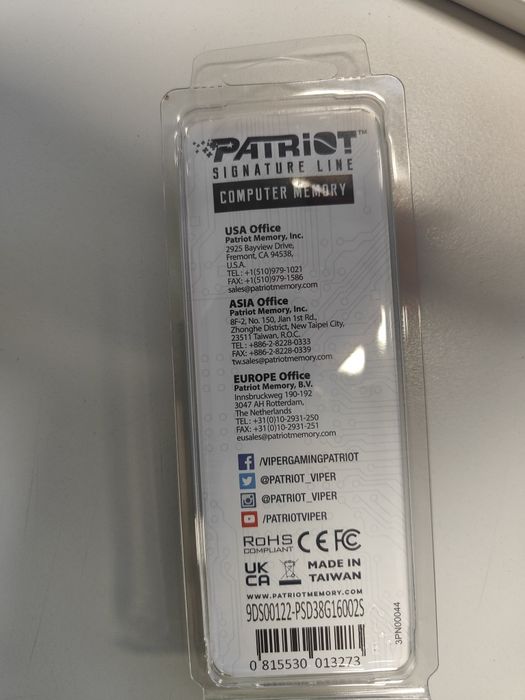 PATRIOT™
SIGNATURE LINE
COMPUTER MEMORY
USA Office
Patriot Memory, Inc.
2925 Bayview Drive,
Fremont, CA 94538,
U.S.A.
TEL : +1(510)979-1021
FAX: +1(510)979-1586
sales@patriotmemory.com
ASIA Office
Patriot Memory, Inc.
8F-2, No. 150, Jian 1st Rd.,
Zhonghe District, New Taipei City,
23511 Taiwan, R.O.C.
TEL : +886-2-8228-0333
FAX: +886-2-8228-0339
tw.sales@patriotmemory.com
EUROPE Office
Patriot Memory, B.V.
Innsbruckweg 190-192
3047 AH Rotterdam,
The Netherlands
TEL : +31(0)10-2931-250
FAX: +31(0)10-2931-251
eusales@patriotmemory.com
/VIPERGAMINGPATRIOT
@PATRIOT_VIPER
@PATRIOT_VIPER
/PATRIOTVIPER
RoHS
COMPLIANT
CE FC
UK
CA
MADE IN
TAIWAN
WWW.PATRIOTMEMORY.COM
9DS00122-PSD38G16002S
0 815530 013273
3PN00044